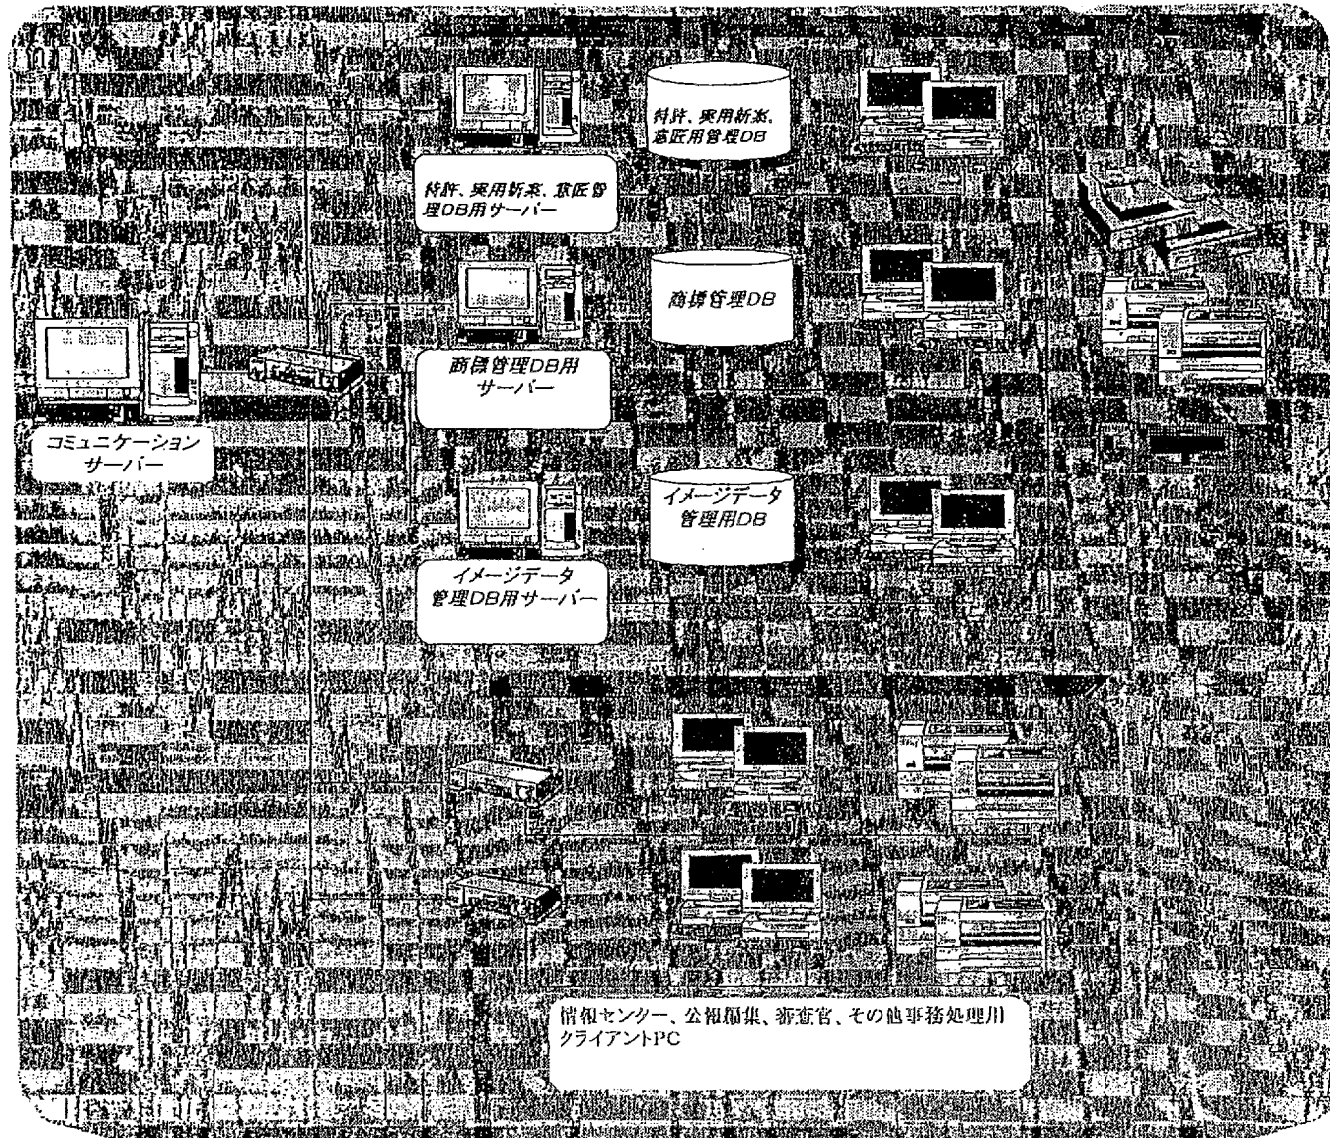 特許、実用新案、
意匠用管理DB
特許、実用新案、意匠管
理DB用サーバー
商標管理DB
商標管理DB用
サーバー
コミュニケーション
サーバー
イメージデータ
管理用DB
イメージデータ
管理DB用サーバー
情報センター、公報編集、審査官、その他事務処理用
クライアントPC